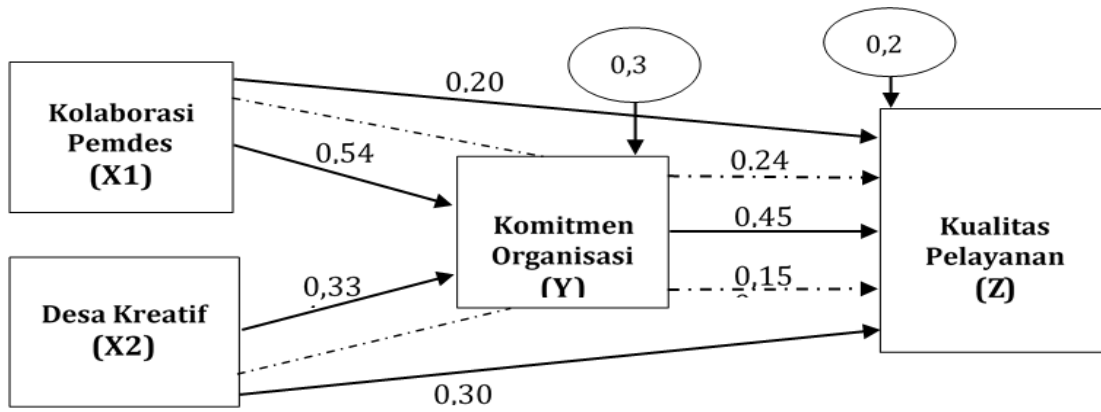 0,3
0,2
Kolaborasi
Pemdes
(X1)
0,20
0,54
0,24
Komitmen
Organisasi
(Y)
0,45
Kualitas
Pelayanan
(Z)
Desa Kreatif
(X2)
0,33
0,15
0,30